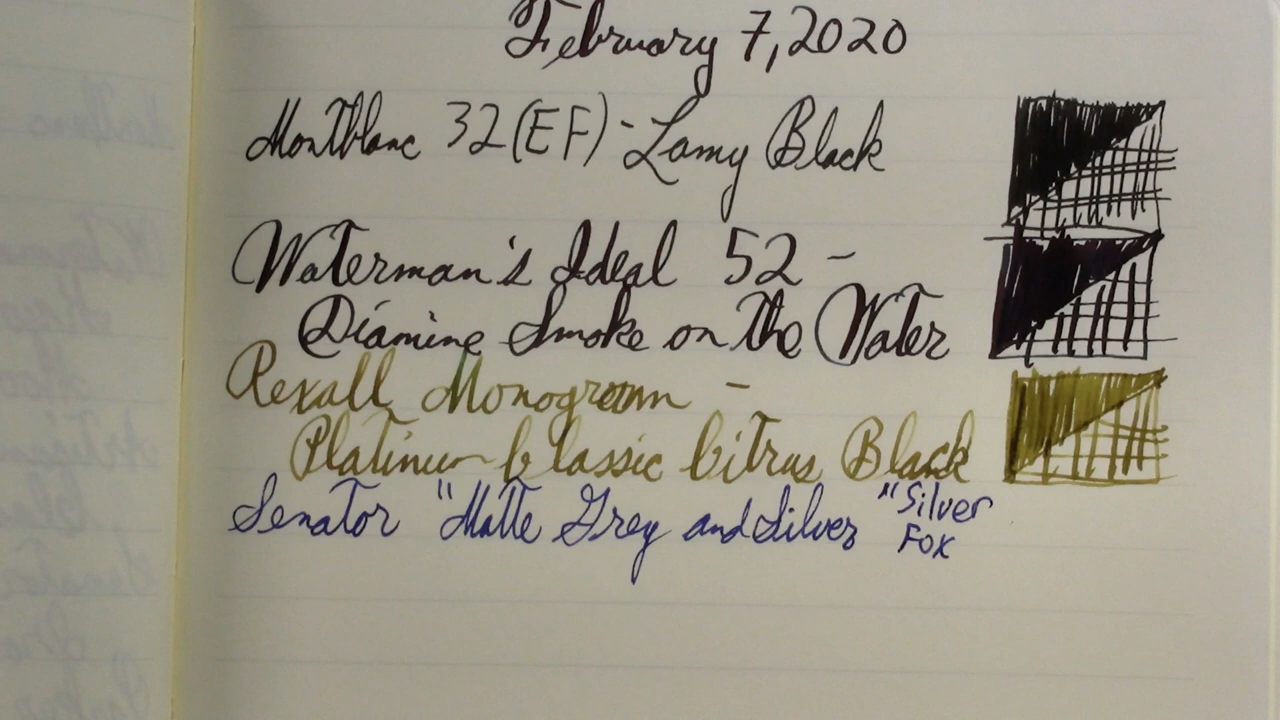 February 7, 2020
Montblanc 32 (EF) - Lamy Black
Waterman's Ideal 52 -
Diamine Smoke on the Water
Rexall Monogram -
Platinum Classic Citrus Black
Senator "Matte Grey and Silver" "Silver
Fox